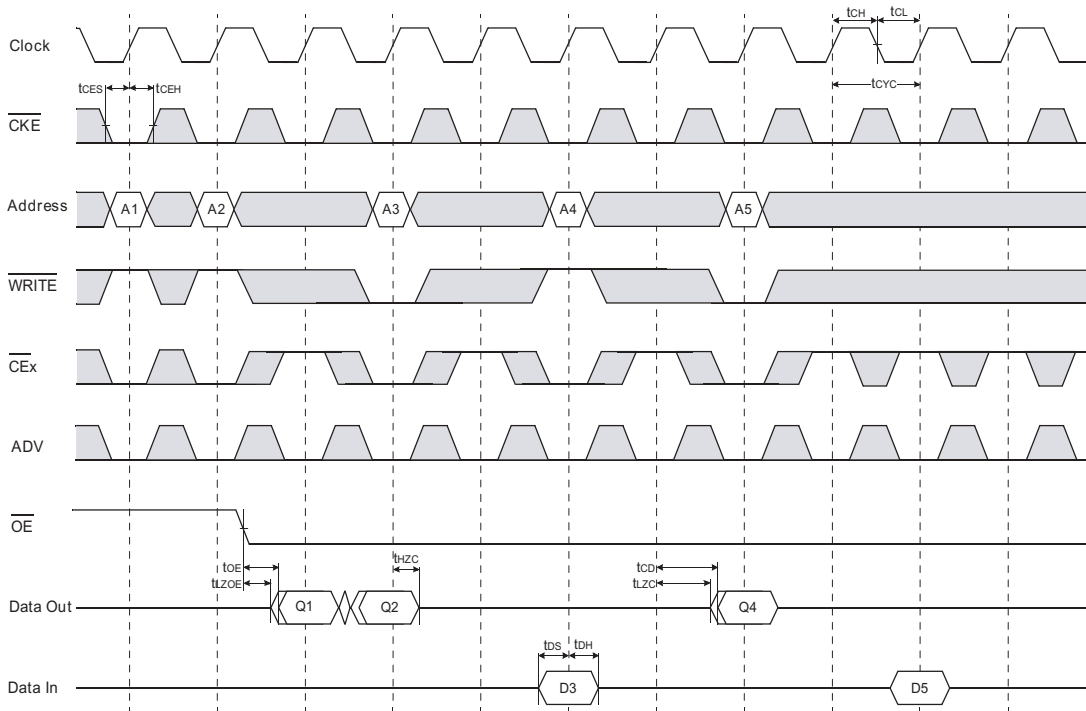 Clock
tCH
tCL
tCYC
tCES
tCEH
CKE
Address
A1
A2
A3
A4
A5
WRITE
CEx
ADV
OE
tOE
tLZOE
tHZC
tCD
tLZC
Data Out
Q1
Q2
Q4
tDS
tDH
Data In
D3
D5